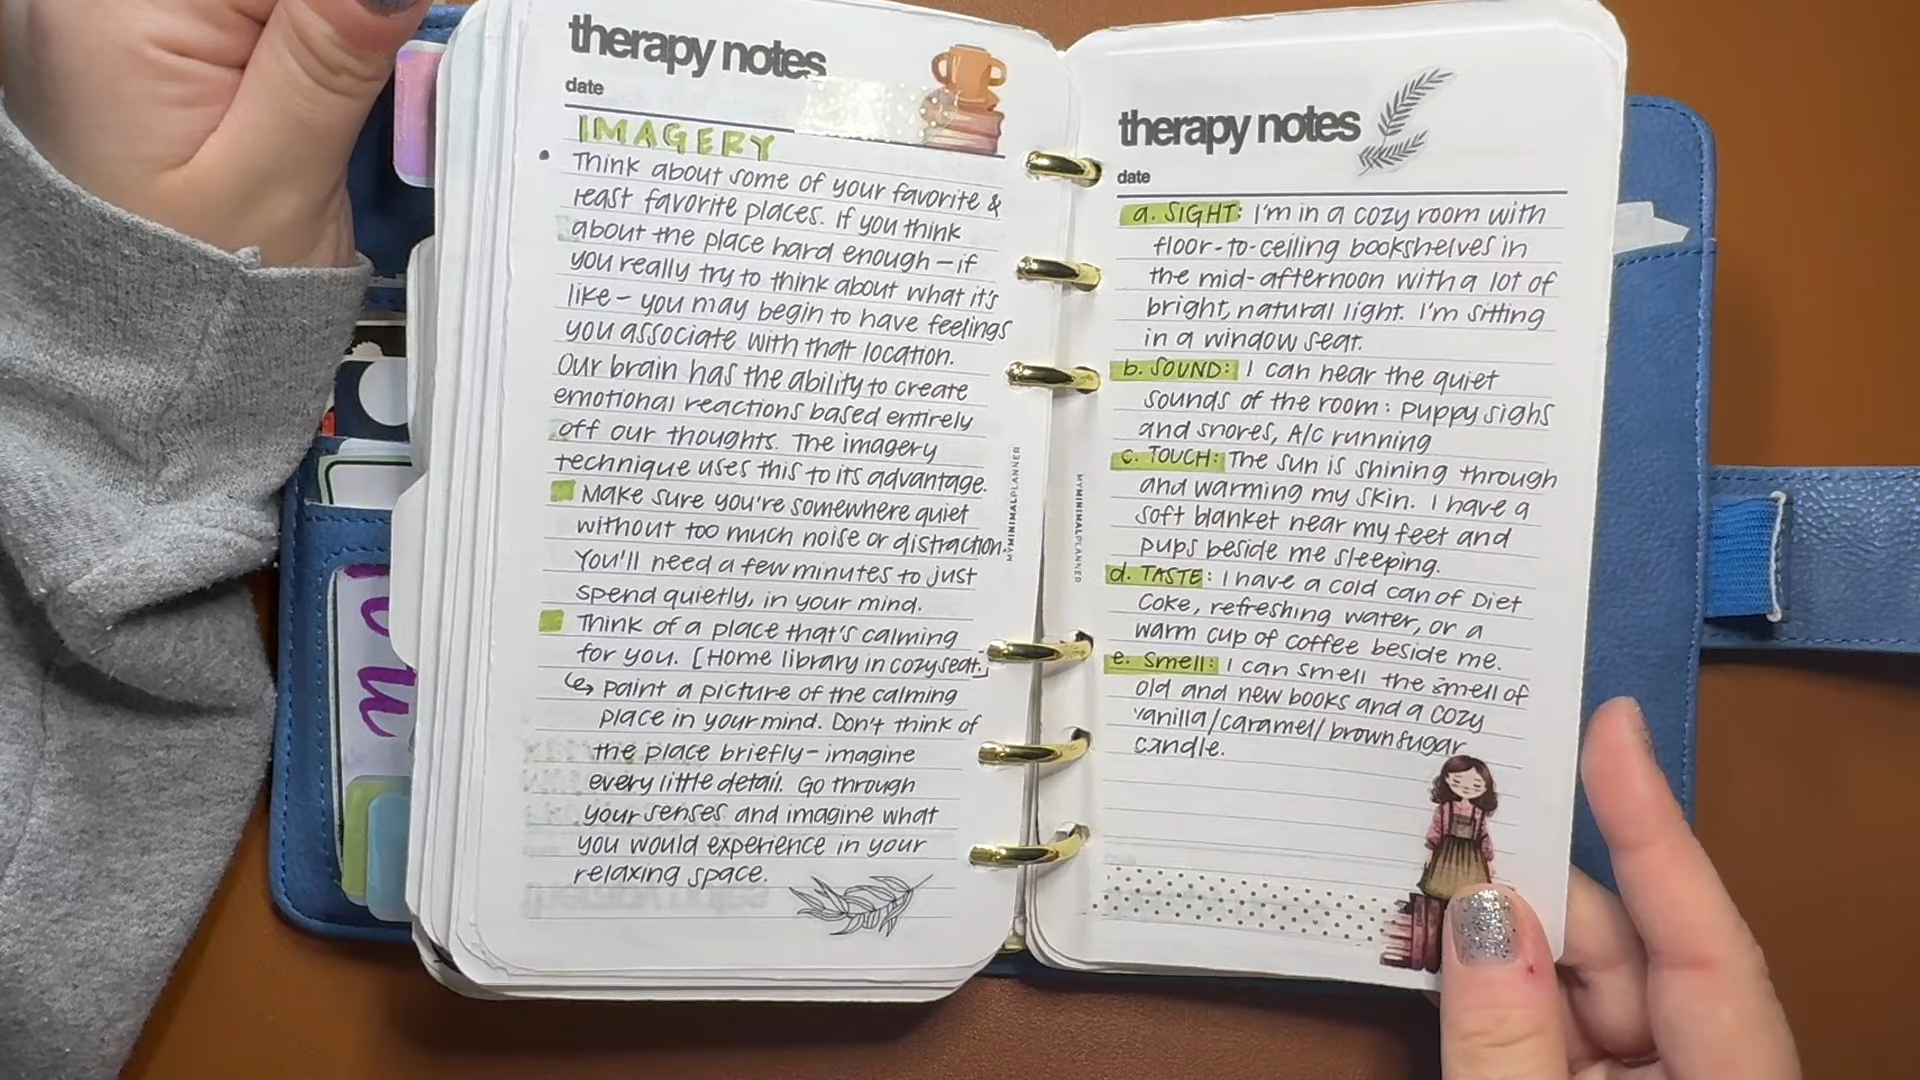 therapy notes
date
IMAGERY
• Think about some of your favorite &
least favorite places. If you think
about the place hard enough — if
you really try to think about what it's
like — you may begin to have feelings
you associate with that location.
Our brain has the ability to create
emotional reactions based entirely
off our thoughts. The imagery
technique uses this to its advantage.
Make sure you're somewhere quiet
without too much noise or distraction.
You'll need a few minutes to just
spend quietly, in your mind.
Think of a place that's calming
for you. [Home library in cozy seat.]
↳ Paint a picture of the calming
place in your mind. Don't think of
the place briefly — imagine
every little detail. Go through
your senses and imagine what
you would experience in your
relaxing space.
MYMINIMALPLANNER
therapy notes
date
a. SIGHT: I'm in a cozy room with
floor-to-ceiling bookshelves in
the mid-afternoon with a lot of
bright, natural light. I'm sitting
in a window seat.
b. SOUND: I can hear the quiet
sounds of the room: puppy sighs
and snores, A/C running
c. TOUCH: The sun is shining through
and warming my skin. I have a
soft blanket near my feet and
pups beside me sleeping.
d. TASTE: I have a cold can of Diet
Coke, refreshing water, or a
warm cup of coffee beside me.
e. Smell: I can smell the smell of
old and new books and a cozy
vanilla/caramel/brown sugar
candle.
MYMINIMALPLANNER